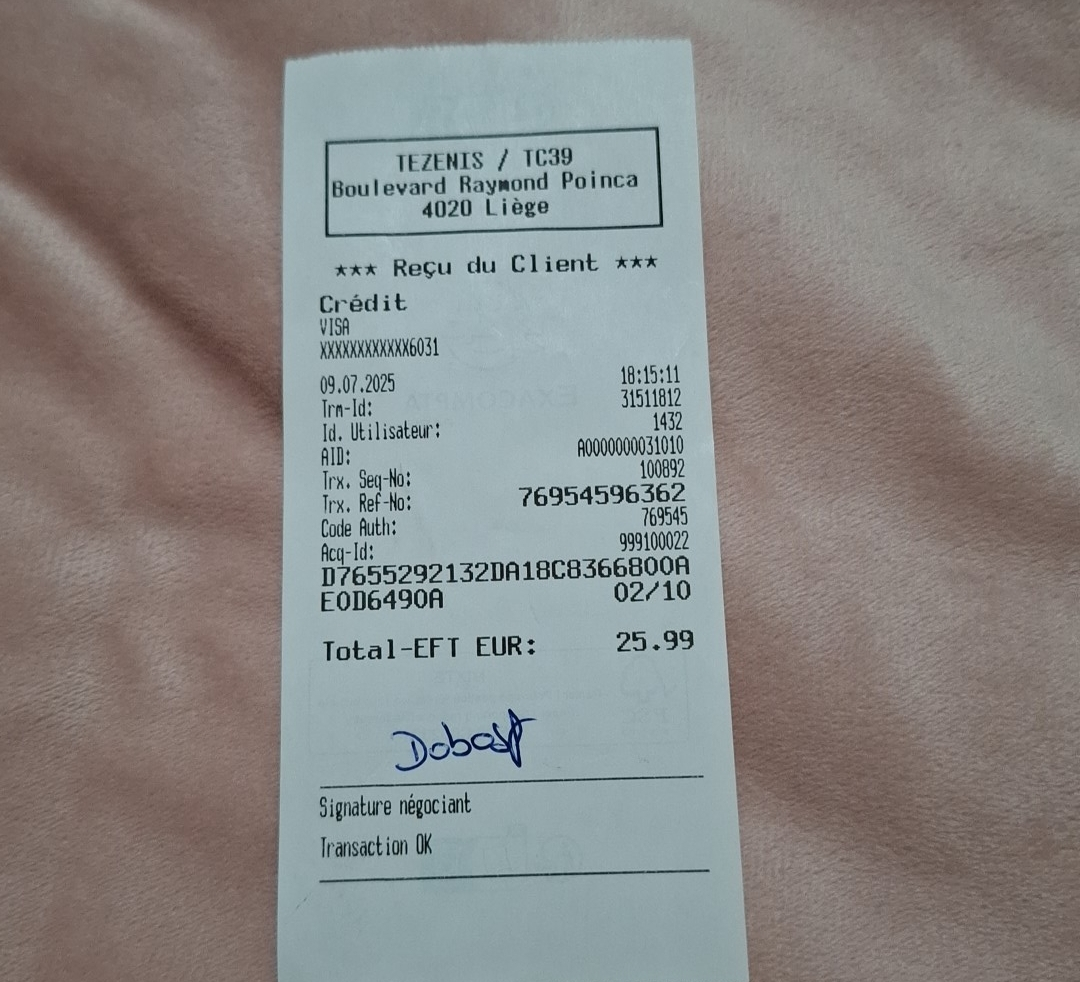 TEZENIS / TC39
Boulevard Raymond Poinca
4020 Liège
*** Reçu du Client ***
Crédit
VISA
XXXXXXXXXXXX6031
09.07.2025 18:15:11
Trm-Id: 31511812
Id. Utilisateur: 1432
AID: A0000000031010
Trx. Seq-No: 100892
Trx. Ref-No: 76954596362
Code Auth: 769545
Acq-Id: 999100022
D7655292132DA18C8366800A
E0D6490A 02/10
Total-EFT EUR: 25.99
Signature négociant
Transaction OK